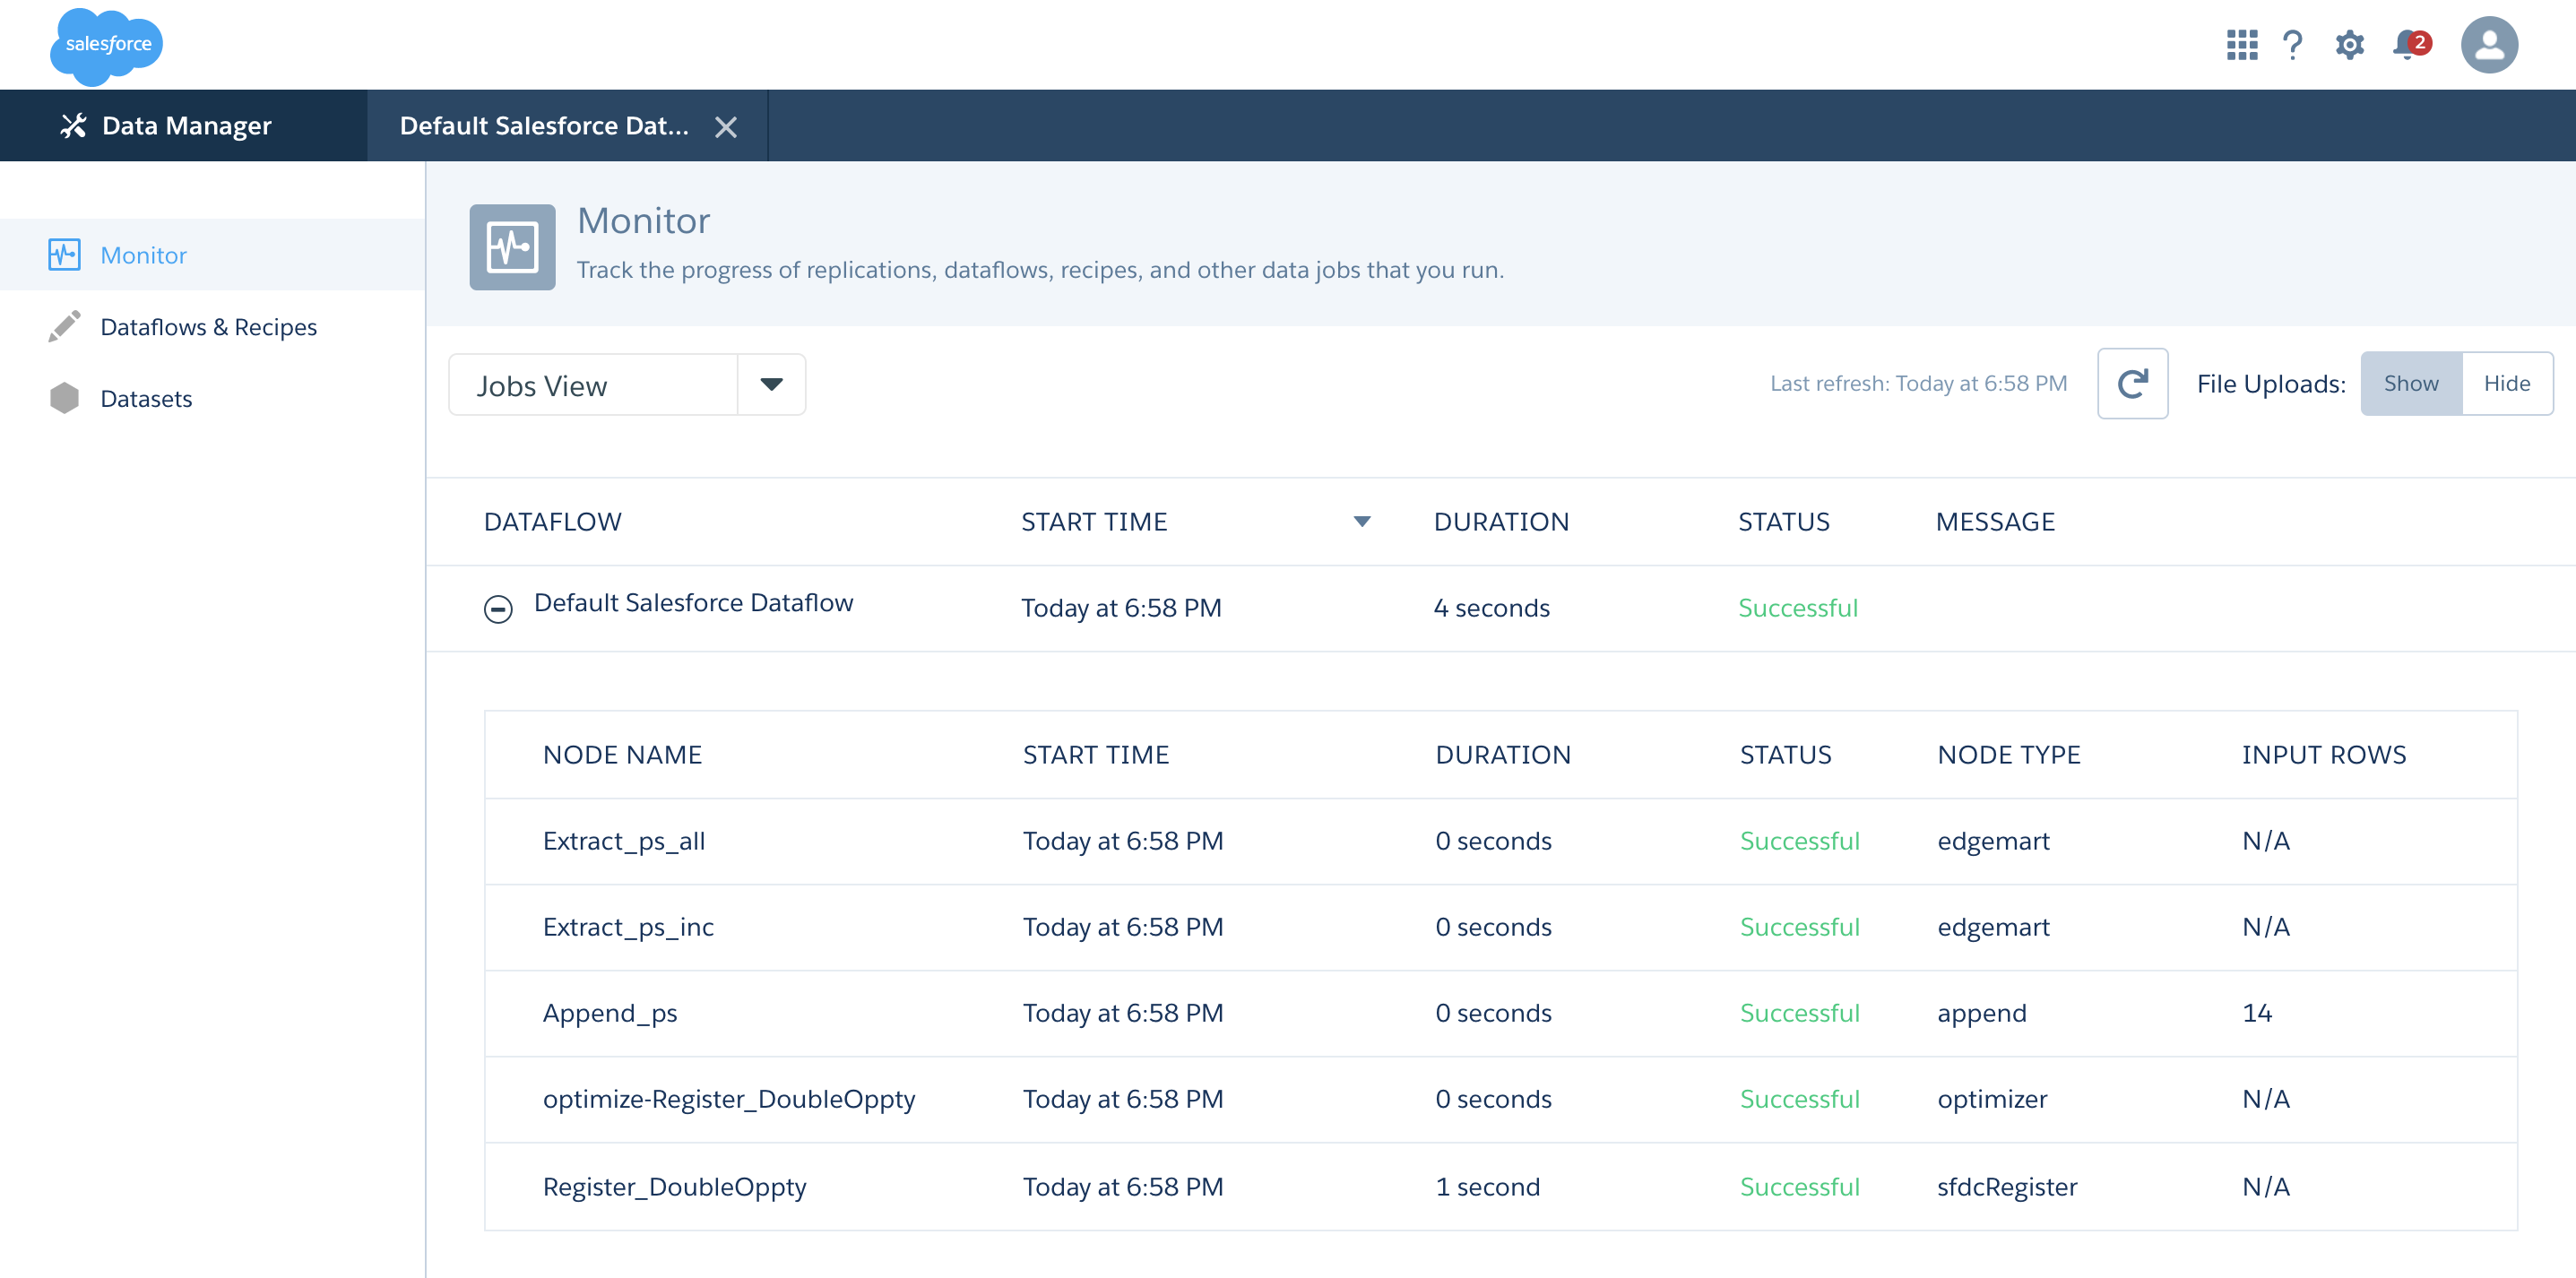 salesforce
2
Data Manager
Default Salesforce Dat...
Monitor
Dataflows & Recipes
Datasets
Monitor
Track the progress of replications, dataflows, recipes, and other data jobs that you run.
Jobs View
Last refresh: Today at 6:58 PM
File Uploads: Show Hide
DATAFLOW START TIME DURATION STATUS MESSAGE
Default Salesforce Dataflow Today at 6:58 PM 4 seconds Successful
NODE NAME START TIME DURATION STATUS NODE TYPE INPUT ROWS
Extract_ps_all Today at 6:58 PM 0 seconds Successful edgemart N/A
Extract_ps_inc Today at 6:58 PM 0 seconds Successful edgemart N/A
Append_ps Today at 6:58 PM 0 seconds Successful append 14
optimize-Register_DoubleOppty Today at 6:58 PM 0 seconds Successful optimizer N/A
Register_DoubleOppty Today at 6:58 PM 1 second Successful sfdcRegister N/A